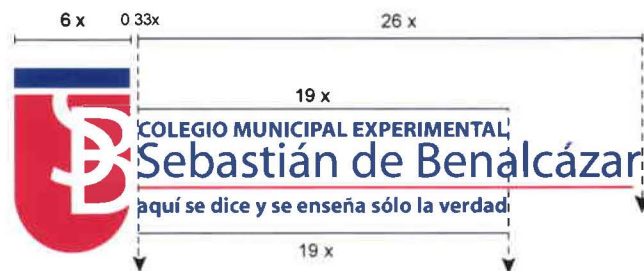 6 x 0 33x 26 x
19 x
COLEGIO MUNICIPAL EXPERIMENTAL
Sebastián de Benalcázar
aquí se dice y se enseña sólo la verdad
19 x
SB